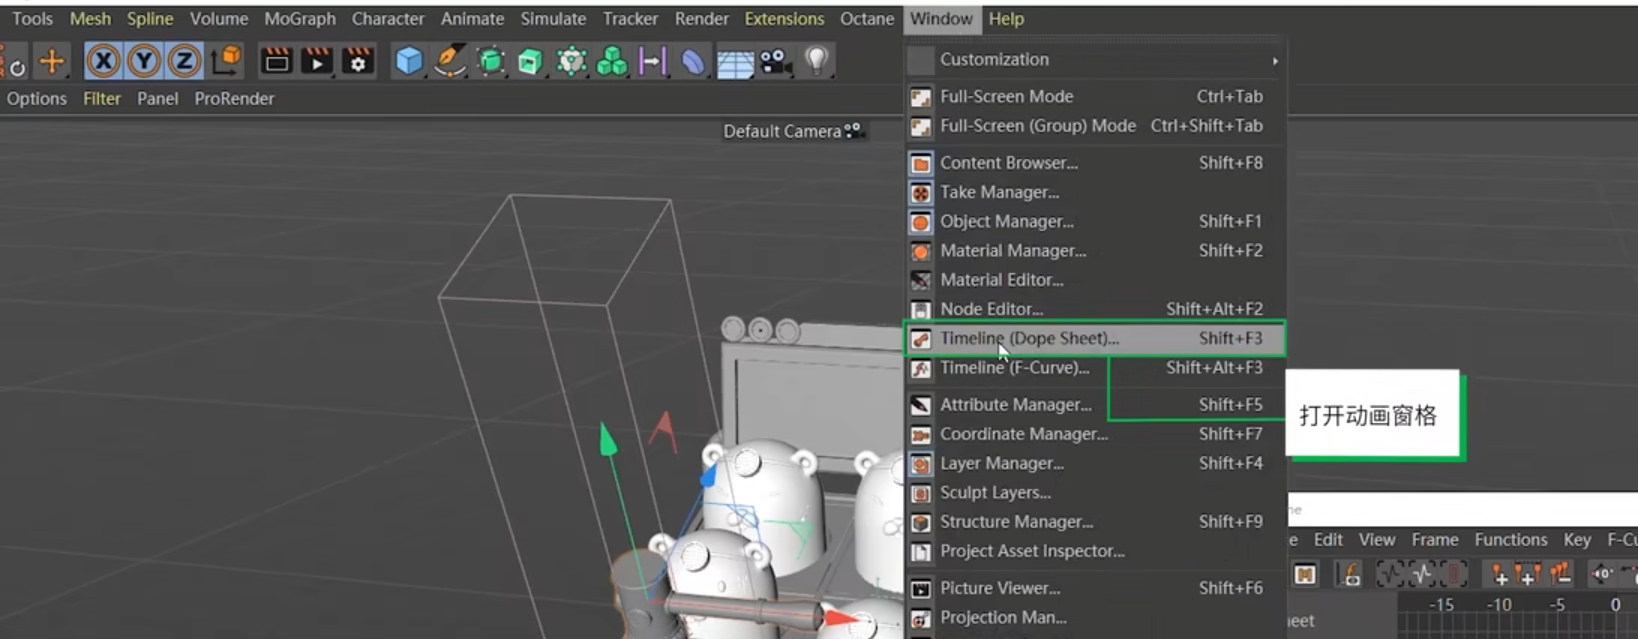 Tools Mesh Spline Volume MoGraph Character Animate Simulate Tracker Render Extensions Octane Window Help
X Y Z
Options Filter Panel ProRender
Default Camera
Customization
Full-Screen Mode Ctrl+Tab
Full-Screen (Group) Mode Ctrl+Shift+Tab
Content Browser... Shift+F8
Take Manager...
Object Manager... Shift+F1
Material Manager... Shift+F2
Material Editor...
Node Editor... Shift+Alt+F2
Timeline (Dope Sheet)... Shift+F3
Timeline (F-Curve)... Shift+Alt+F3
Attribute Manager... Shift+F5
Coordinate Manager... Shift+F7
Layer Manager... Shift+F4
Sculpt Layers...
Structure Manager... Shift+F9
Project Asset Inspector...
Picture Viewer... Shift+F6
Projection Man...
打开动画窗格
ne
e Edit View Frame Functions Key F-Cu
-15 -10 -5 0
eet